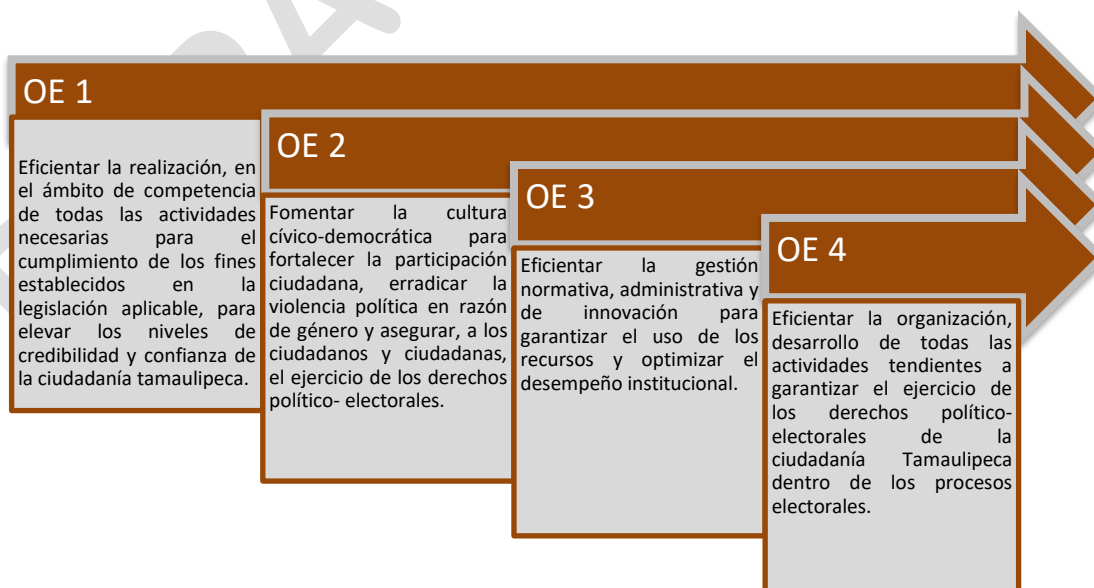 OE 1
Eficientar la realización, en
el ámbito de competencia
de todas las actividades
necesarias para el
cumplimiento de los fines
establecidos en la
legislación aplicable, para
elevar los niveles de
credibilidad y confianza de
la ciudadanía tamaulipeca.
OE 2
Fomentar la cultura
cívico-democrática para
fortalecer la participación
ciudadana, erradicar la
violencia política en razón
de género y asegurar, a los
ciudadanos y ciudadanas,
el ejercicio de los derechos
político- electorales.
OE 3
Eficientar la gestión
normativa, administrativa y
de innovación para
garantizar el uso de los
recursos y optimizar el
desempeño institucional.
OE 4
Eficientar la organización,
desarrollo de todas las
actividades tendientes a
garantizar el ejercicio de
los derechos político-
electorales de la
ciudadanía Tamaulipeca
dentro de los procesos
electorales.